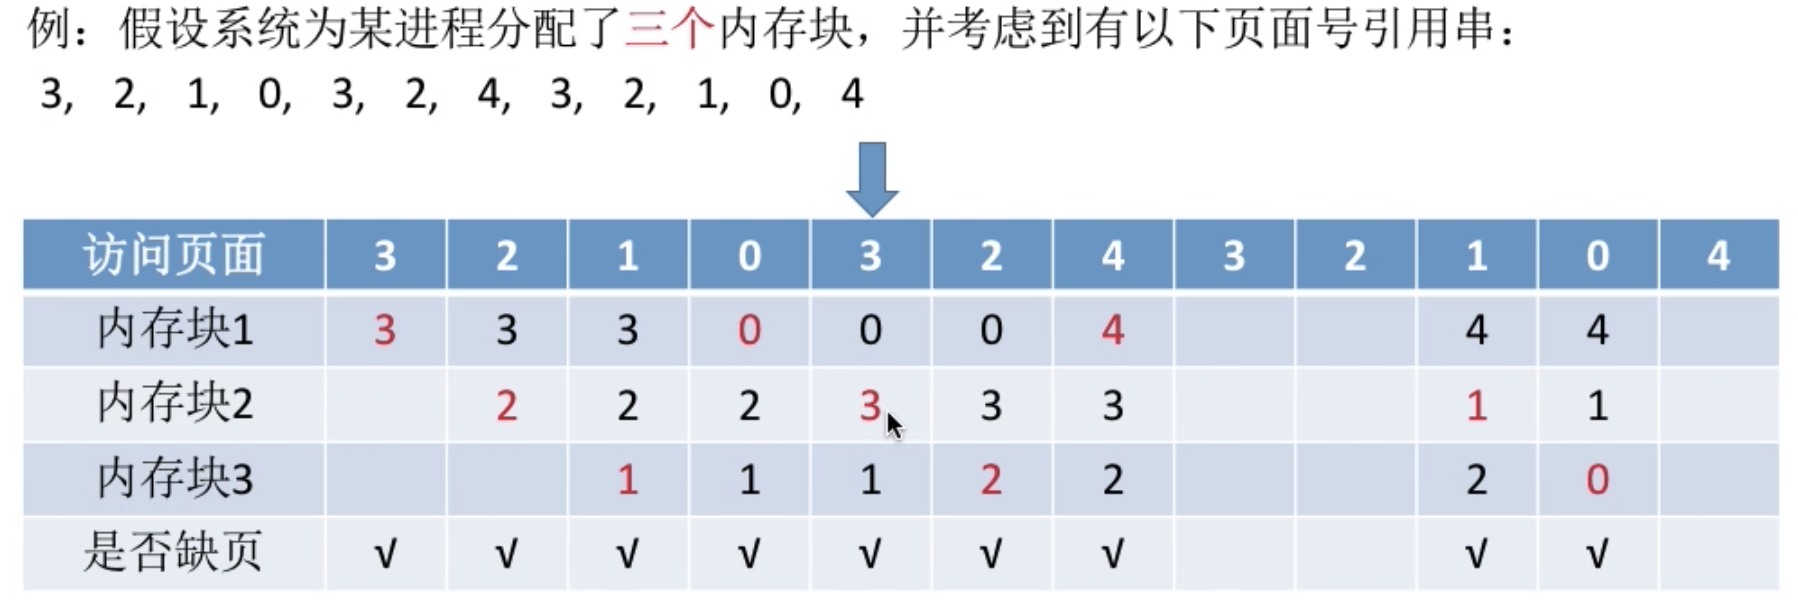 例：假设系统为某进程分配了三个内存块，并考虑到有以下页面号引用串：
3, 2, 1, 0, 3, 2, 4, 3, 2, 1, 0, 4
访问页面 3 2 1 0 3 2 4 3 2 1 0 4
内存块1 3 3 3 0 0 0 4 4 4
内存块2 2 2 2 3 3 3 1 1
内存块3 1 1 1 2 2 2 0
是否缺页 √ √ √ √ √ √ √ √ √